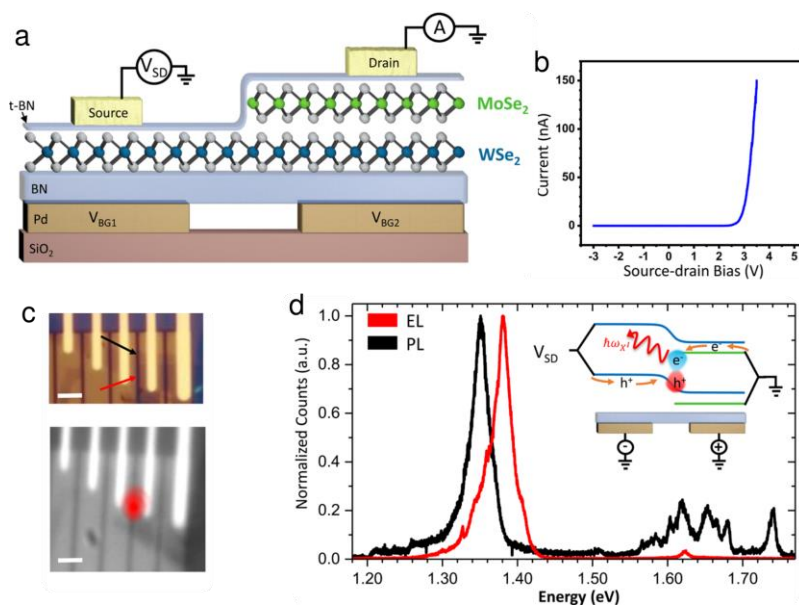 a
V_SD
A
Drain
Source
t-BN
MoSe₂
WSe₂
BN
Pd
V_BG1
V_BG2
SiO₂
b
150
100
50
0
Current (nA)
-3 -2 -1 0 1 2 3 4 5
Source-drain Bias (V)
c
d
EL
PL
1.0
0.8
0.6
0.4
0.2
0.0
Normalized Counts (a.u.)
1.20 1.30 1.40 1.50 1.60 1.70
Energy (eV)
V_SD
e⁻
e⁻
h⁺
h⁺
-
+